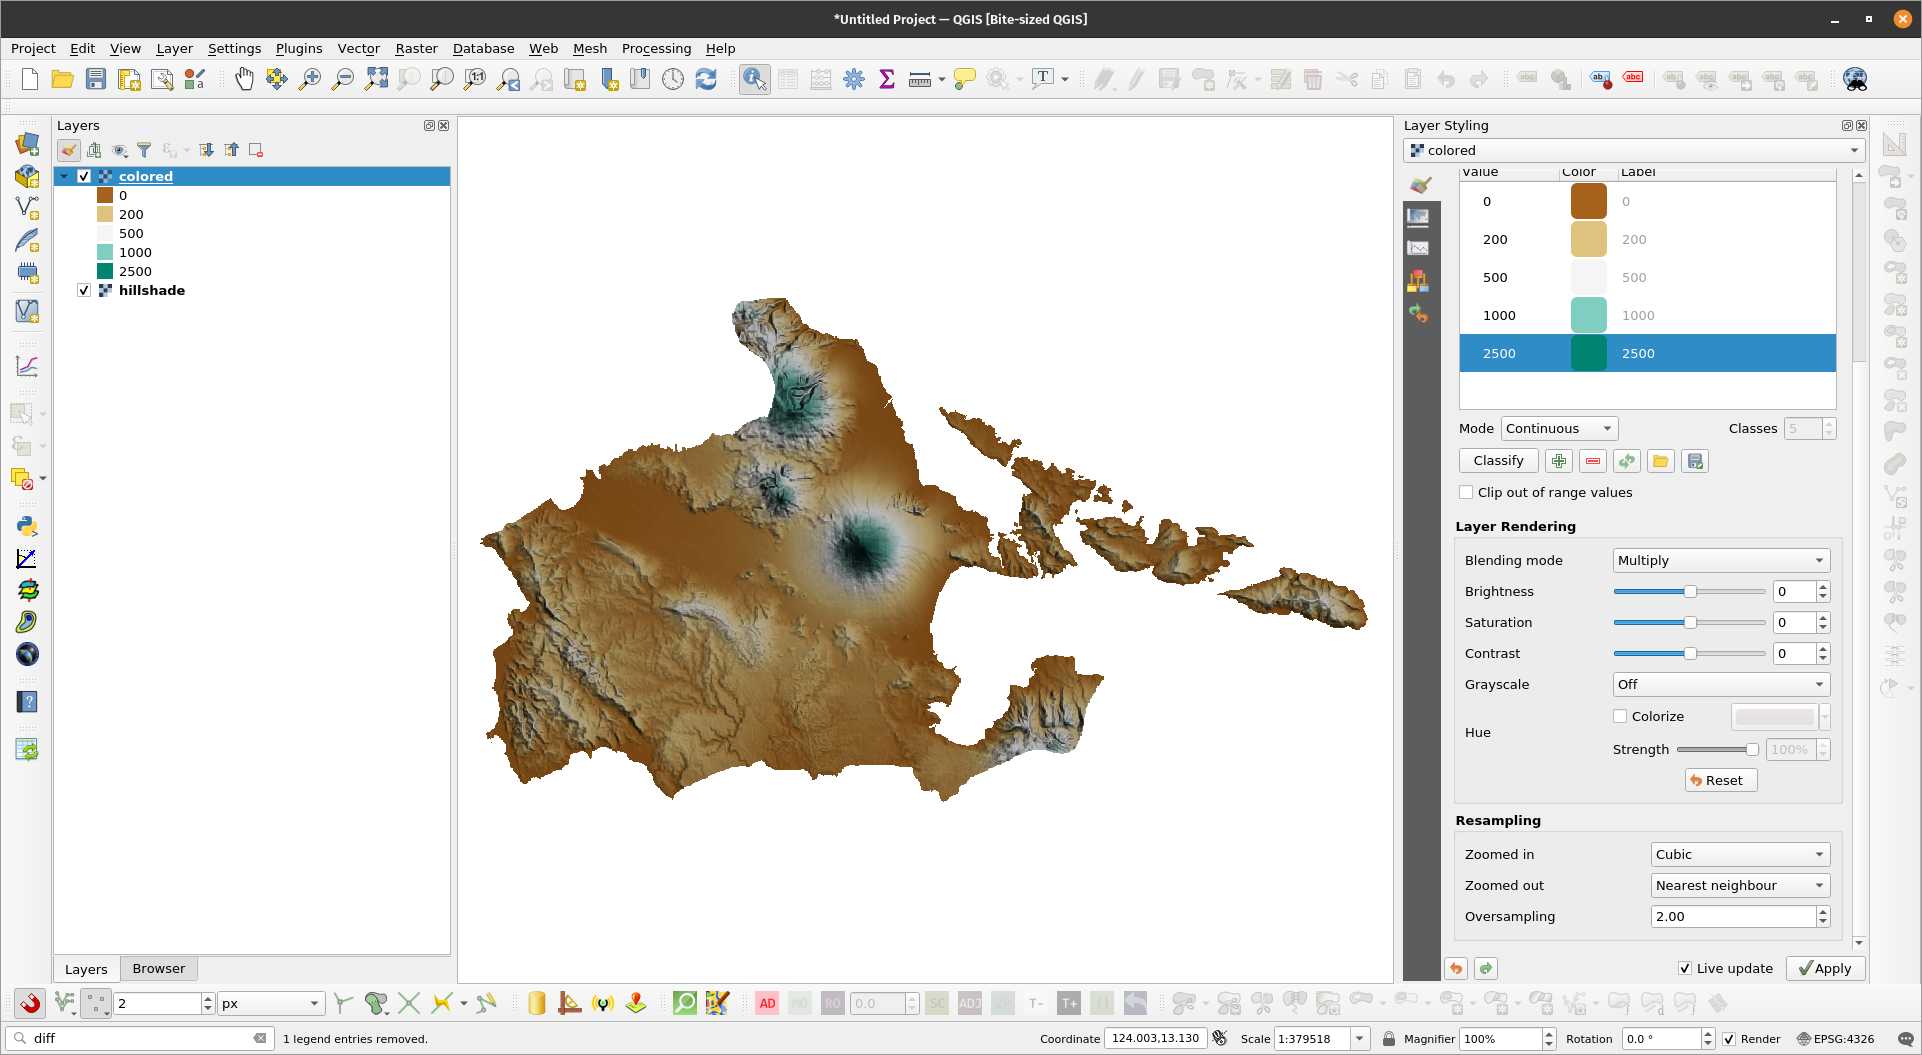 *Untitled Project — QGIS [Bite-sized QGIS]
Project Edit View Layer Settings Plugins Vector Raster Database Web Mesh Processing Help
Layers
colored
0
200
500
1000
2500
hillshade
Layers Browser
Layer Styling
colored
Value Color Label
0 0
200 200
500 500
1000 1000
2500 2500
Mode Continuous Classes 5
Classify
Clip out of range values
Layer Rendering
Blending mode Multiply
Brightness 0
Saturation 0
Contrast 0
Grayscale Off
Hue Colorize
Strength 100%
Reset
Resampling
Zoomed in Cubic
Zoomed out Nearest neighbour
Oversampling 2.00
Live update Apply
2 px AD MO RO 0.0 SC ADJ T- T+
diff 1 legend entries removed. Coordinate 124.003,13.130 Scale 1:379518 Magnifier 100% Rotation 0.0 ° Render EPSG:4326